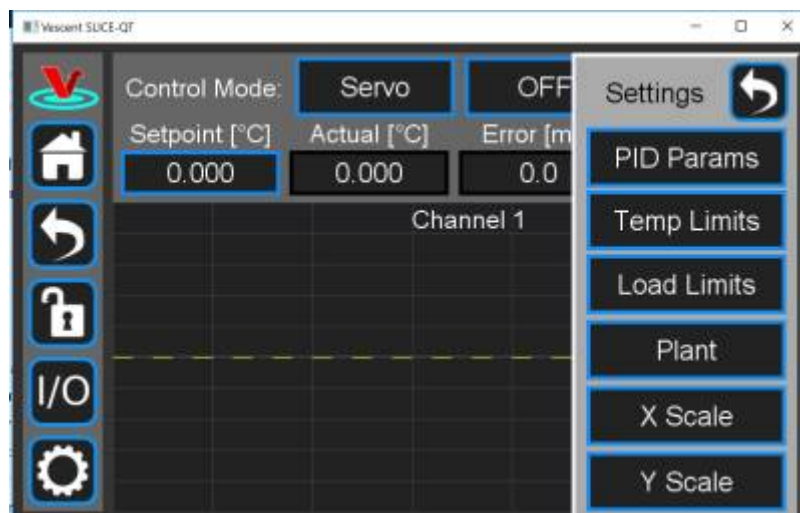 Vescent SLICE-QT
Control Mode: Servo OFF
Setpoint [°C] Actual [°C] Error [m
0.000 0.000 0.0
Channel 1
I/O
Settings
PID Params
Temp Limits
Load Limits
Plant
X Scale
Y Scale